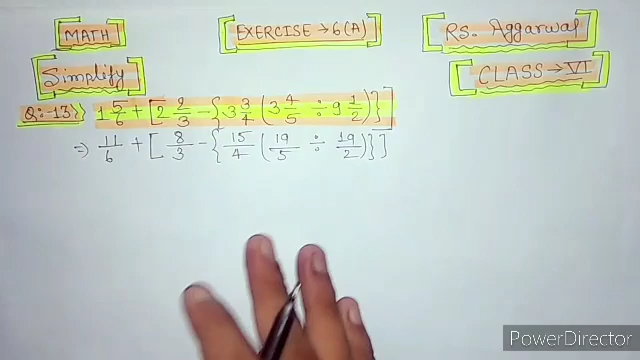 MATH
EXERCISE → 6(A)
RS. Aggarwal
Simplify
CLASS → VI
Q:-13} 1 5/6 + [2 2/3 - {3 3/4 (3 4/5 ÷ 9 1/2)}]
⇒ 11/6 + [8/3 - {15/4 (19/5 ÷ 19/2)}]
PowerDirector